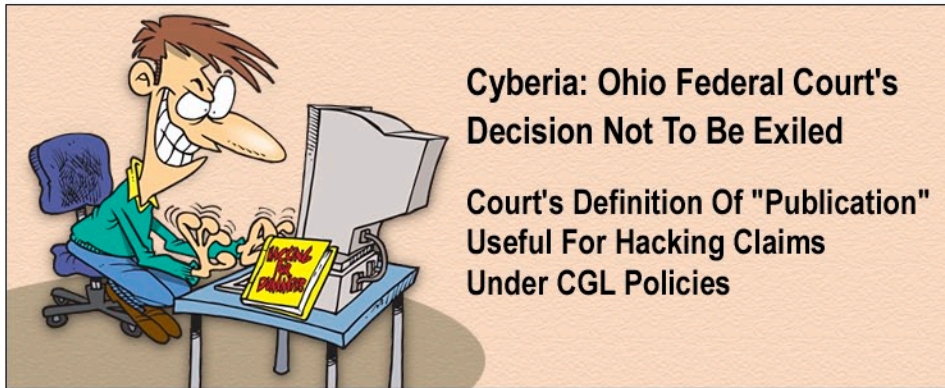 Cyberia: Ohio Federal Court's
Decision Not To Be Exiled
Court's Definition Of "Publication"
Useful For Hacking Claims
Under CGL Policies
HACKING
FOR
DUMMIES